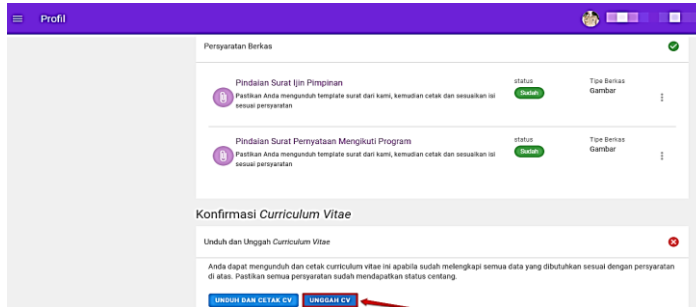 Profil
Persyaratan Berkas
Pindaian Surat Ijin Pimpinan
Pastikan Anda mengunduh template surat dari kami, kemudian cetak dan sesuaikan isi
sesuai persyaratan
status
Sudah
Tipe Berkas
Gambar
Pindaian Surat Pernyataan Mengikuti Program
Pastikan Anda mengunduh template surat dari kami, kemudian cetak dan sesuaikan isi
sesuai persyaratan
status
Sudah
Tipe Berkas
Gambar
Konfirmasi Curriculum Vitae
Unduh dan Unggah Curriculum Vitae
Anda dapat mengunduh dan cetak curriculum vitae ini apabila sudah melengkapi semua data yang dibutuhkan sesuai dengan persyaratan
di atas. Pastikan semua persyaratan sudah mendapatkan status centang.
UNDUH DAN CETAK CV
UNGGAH CV